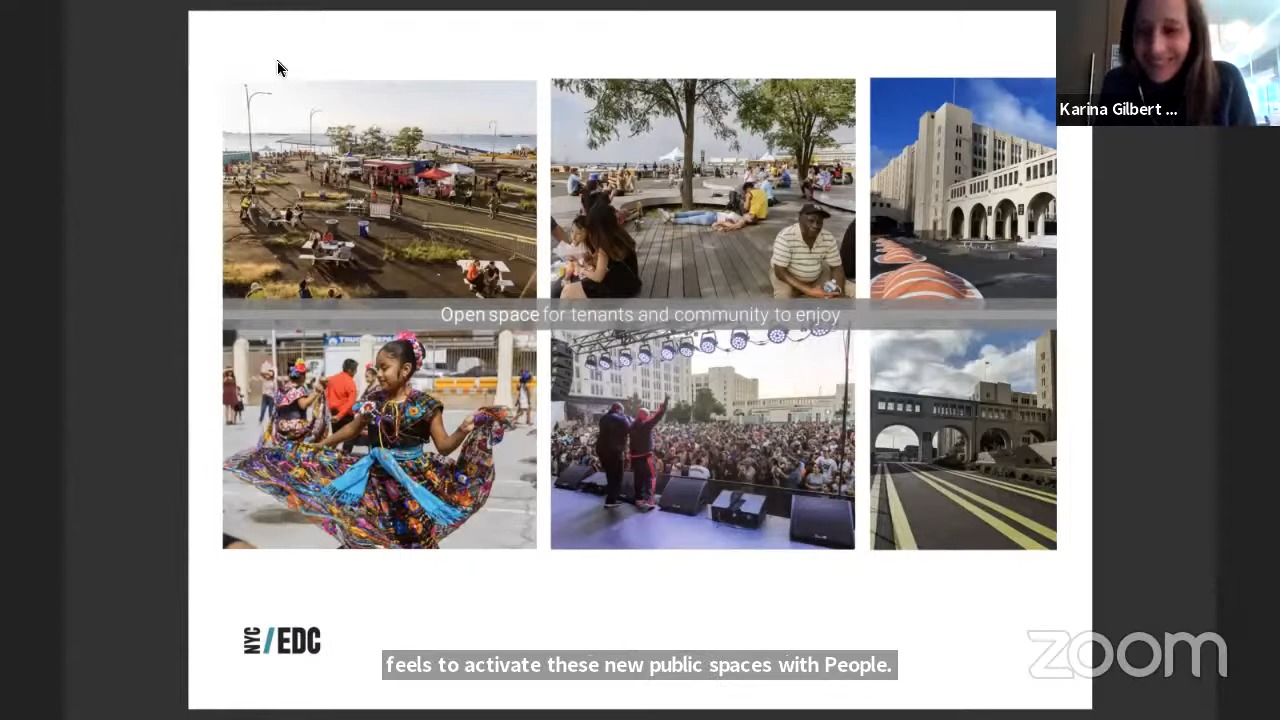 Karina Gilbert ...
Open space for tenants and community to enjoy
NYC / EDC
feels to activate these new public spaces with People.
zoom